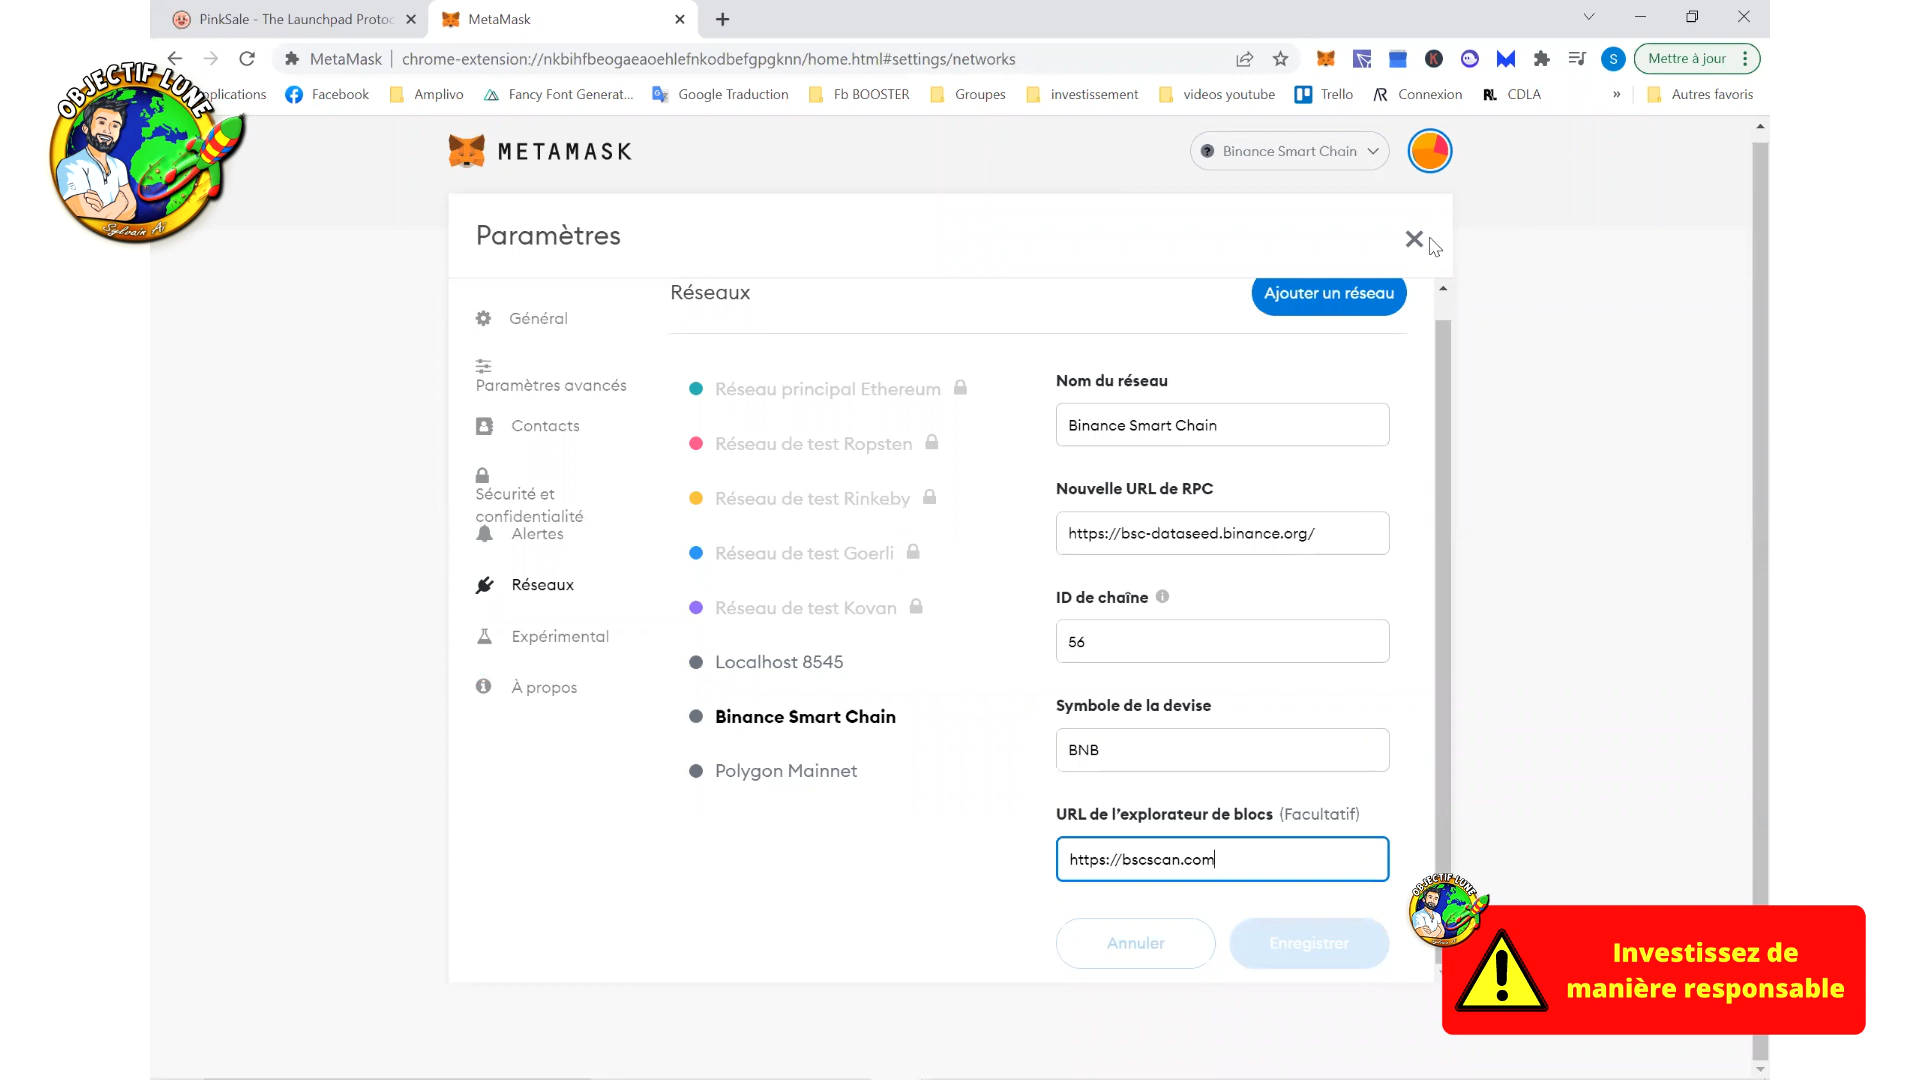 PinkSale - The Launchpad Protoc
MetaMask
MetaMask
chrome-extension://nkbihfbeogaeaoehlefnkodbefgpgknn/home.html#settings/networks
K
S
Mettre à jour
plications
Facebook
Amplivo
Fancy Font Generat...
Google Traduction
Fb BOOSTER
Groupes
investissement
videos youtube
Trello
Connexion
CDLA
»
Autres favoris
OBJECTIF LUNE
Sylvain Ai
METAMASK
Binance Smart Chain
Paramètres
Réseaux
Ajouter un réseau
Général
Paramètres avancés
Contacts
Sécurité et
confidentialité
Alertes
Réseaux
Expérimental
À propos
Réseau principal Ethereum
Réseau de test Ropsten
Réseau de test Rinkeby
Réseau de test Goerli
Réseau de test Kovan
Localhost 8545
Binance Smart Chain
Polygon Mainnet
Nom du réseau
Binance Smart Chain
Nouvelle URL de RPC
https://bsc-dataseed.binance.org/
ID de chaîne
56
Symbole de la devise
BNB
URL de l'explorateur de blocs (Facultatif)
https://bscscan.com
Annuler
Enregistrer
OBJECTIF LUNE
Investissez de
manière responsable